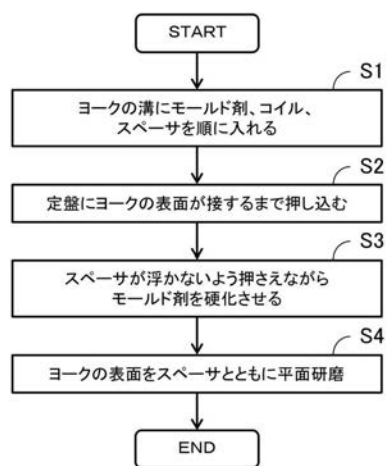 START
S1
ヨークの溝にモールド剤、コイル、
スペーサを順に入れる
S2
定盤にヨークの表面が接するまで押し込む
S3
スペーサが浮かないよう押さえながら
モールド剤を硬化させる
S4
ヨークの表面をスペーサとともに平面研磨
END